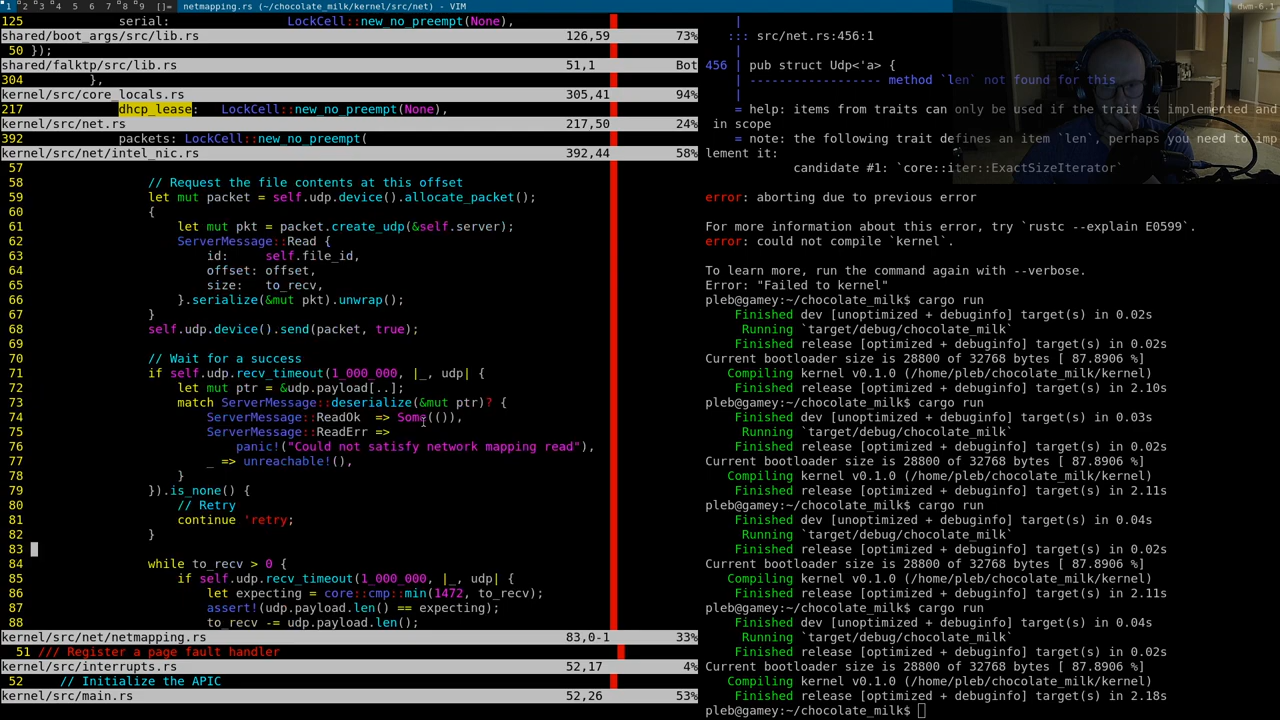 1 2 3 4 5 6 7 8 9 []= netmapping.rs (~/chocolate_milk/kernel/src/net) - VIM dwm-6.1
125 serial: LockCell::new_no_preempt(None),
shared/boot_args/src/lib.rs 126,59 73%
50 });
shared/falktp/src/lib.rs 51,1 Bot
304 },
kernel/src/core_locals.rs 305,41 94%
217 dhcp_lease: LockCell::new_no_preempt(None),
kernel/src/net.rs 217,50 24%
392 packets: LockCell::new_no_preempt(
kernel/src/net/intel_nic.rs 392,44 58%
57
58 // Request the file contents at this offset
59 let mut packet = self.udp.device().allocate_packet();
60 {
61 let mut pkt = packet.create_udp(&self.server);
62 ServerMessage::Read {
63 id: self.file_id,
64 offset: offset,
65 size: to_recv,
66 }.serialize(&mut pkt).unwrap();
67 }
68 self.udp.device().send(packet, true);
69
70 // Wait for a success
71 if self.udp.recv_timeout(1_000_000, |_, udp| {
72 let mut ptr = &udp.payload[..];
73 match ServerMessage::deserialize(&mut ptr)? {
74 ServerMessage::ReadOk => Some(()),
75 ServerMessage::ReadErr =>
76 panic!("Could not satisfy network mapping read"),
77 _ => unreachable!(),
78 }
79 }).is_none() {
80 // Retry
81 continue 'retry;
82 }
83
84 while to_recv > 0 {
85 if self.udp.recv_timeout(1_000_000, |_, udp| {
86 let expecting = core::cmp::min(1472, to_recv);
87 assert!(udp.payload.len() == expecting);
88 to_recv -= udp.payload.len();
kernel/src/net/netmapping.rs 83,0-1 33%
51 /// Register a page fault handler
kernel/src/interrupts.rs 52,17 4%
52 // Initialize the APIC
kernel/src/main.rs 52,26 53%
|
::: src/net.rs:456:1
|
456 | pub struct Udp<'a> {
| ------------------ method `len` not found for this
|
= help: items from traits can only be used if the trait is implemented and
in scope
= note: the following trait defines an item `len`, perhaps you need to imp
lement it:
candidate #1: `core::iter::ExactSizeIterator`
error: aborting due to previous error
For more information about this error, try `rustc --explain E0599`.
error: could not compile `kernel`.
To learn more, run the command again with --verbose.
Error: "Failed to kernel"
pleb@gamey:~/chocolate_milk$ cargo run
Finished dev [unoptimized + debuginfo] target(s) in 0.02s
Running `target/debug/chocolate_milk`
Finished release [optimized + debuginfo] target(s) in 0.02s
Current bootloader size is 28800 of 32768 bytes [ 87.8906 %]
Compiling kernel v0.1.0 (/home/pleb/chocolate_milk/kernel)
Finished release [optimized + debuginfo] target(s) in 2.10s
pleb@gamey:~/chocolate_milk$ cargo run
Finished dev [unoptimized + debuginfo] target(s) in 0.03s
Running `target/debug/chocolate_milk`
Finished release [optimized + debuginfo] target(s) in 0.02s
Current bootloader size is 28800 of 32768 bytes [ 87.8906 %]
Compiling kernel v0.1.0 (/home/pleb/chocolate_milk/kernel)
Finished release [optimized + debuginfo] target(s) in 2.11s
pleb@gamey:~/chocolate_milk$ cargo run
Finished dev [unoptimized + debuginfo] target(s) in 0.04s
Running `target/debug/chocolate_milk`
Finished release [optimized + debuginfo] target(s) in 0.02s
Current bootloader size is 28800 of 32768 bytes [ 87.8906 %]
Compiling kernel v0.1.0 (/home/pleb/chocolate_milk/kernel)
Finished release [optimized + debuginfo] target(s) in 2.11s
pleb@gamey:~/chocolate_milk$ cargo run
Finished dev [unoptimized + debuginfo] target(s) in 0.04s
Running `target/debug/chocolate_milk`
Finished release [optimized + debuginfo] target(s) in 0.02s
Current bootloader size is 28800 of 32768 bytes [ 87.8906 %]
Compiling kernel v0.1.0 (/home/pleb/chocolate_milk/kernel)
Finished release [optimized + debuginfo] target(s) in 2.18s
pleb@gamey:~/chocolate_milk$